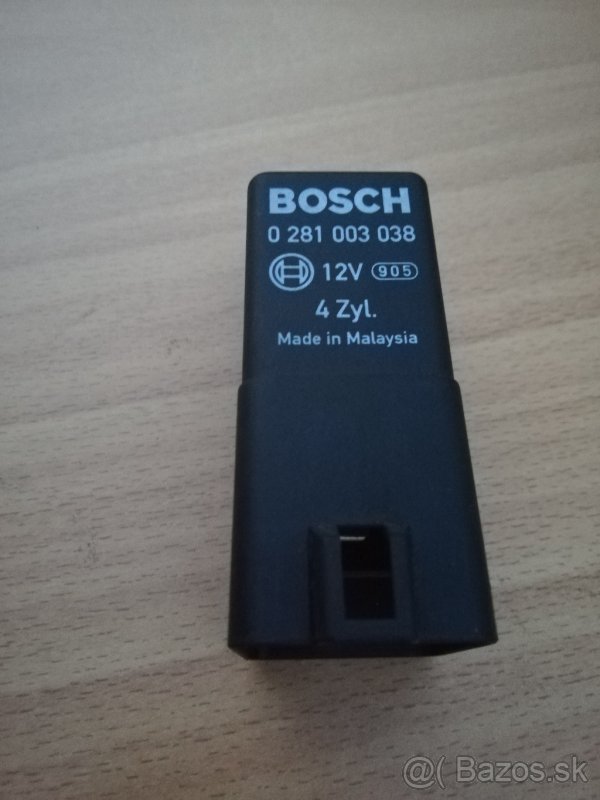 BOSCH
0 281 003 038
12V 905
4 Zyl.
Made in Malaysia
@( Bazos.sk